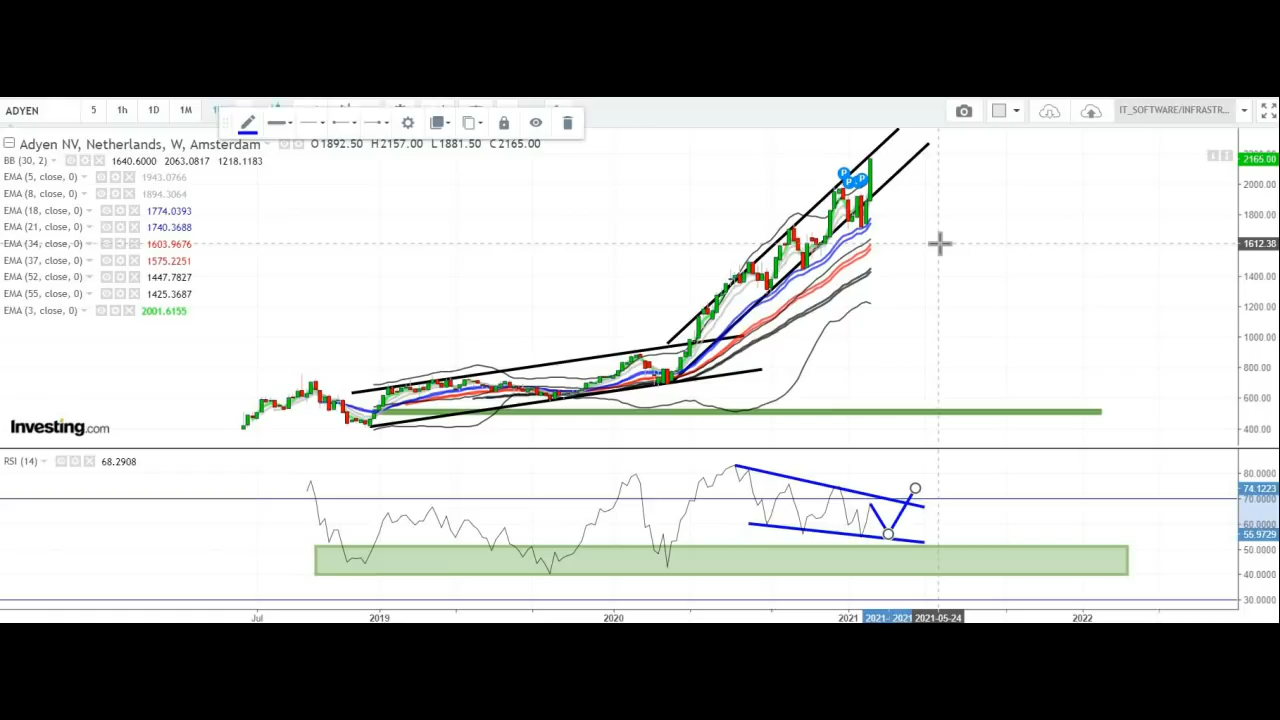 ADYEN 5 1h 1D 1M IT_SOFTWARE/INFRASTR...
Adyen NV, Netherlands, W, Amsterdam O1892.50 H2157.00 L1881.50 C2165.00
BB (30, 2) 1640.6000 2063.0817 1218.1183
EMA (5, close, 0) 1943.0766
EMA (8, close, 0) 1894.3064
EMA (18, close, 0) 1774.0393
EMA (21, close, 0) 1740.3688
EMA (34, close, 0) 1603.9676
EMA (37, close, 0) 1575.2251
EMA (52, close, 0) 1447.7827
EMA (55, close, 0) 1425.3687
EMA (3, close, 0) 2001.6155
P P P
2165.00
2000.00
1800.00
1612.38
1400.00
1200.00
1000.00
800.00
600.00
400.00
Investing.com
RSI (14) 68.2908
80.0000
74.1223
70.0000
60.0000
55.9729
50.0000
40.0000
30.0000
Jul 2019 2020 2021 2021- 2021 2021-05-24 2022